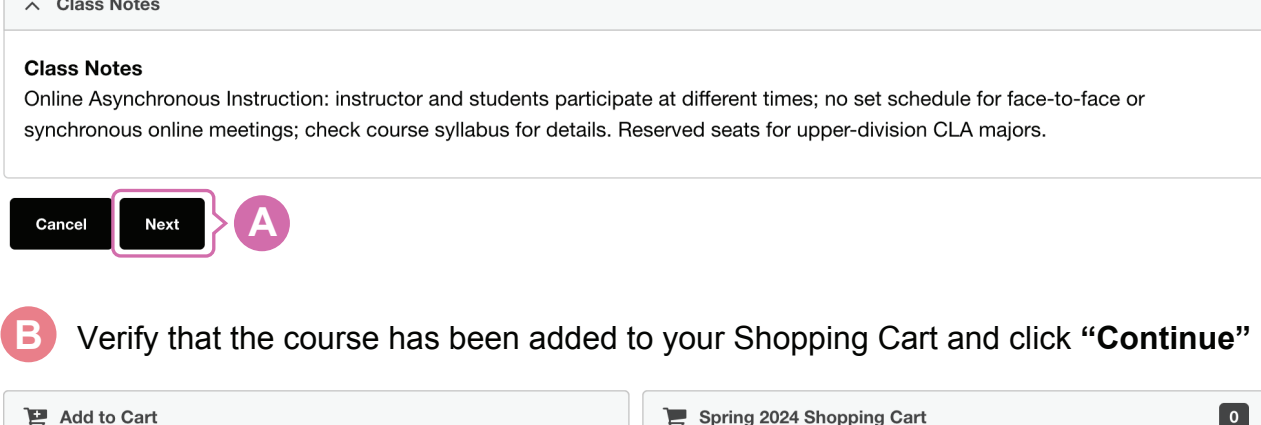 Class Notes
Class Notes
Online Asynchronous Instruction: instructor and students participate at different times; no set schedule for face-to-face or
synchronous online meetings; check course syllabus for details. Reserved seats for upper-division CLA majors.
Cancel Next A
B Verify that the course has been added to your Shopping Cart and click “Continue”
Add to Cart Spring 2024 Shopping Cart 0